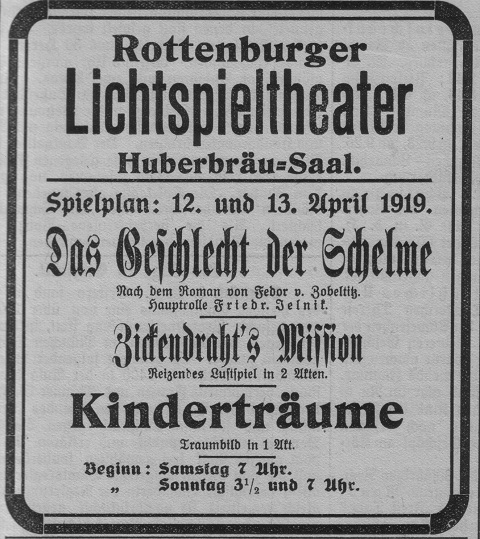 Rottenburger
Lichtspieltheater
Huberbräu-Saal.
Spielplan: 12. und 13. April 1919.
Das Geschlecht der Schelme
Nach dem Roman von Fedor v. Zobeltitz.
Hauptrolle Friedr. Zelnik.
Zickendraht's Mission
Reizendes Lustspiel in 2 Akten.
Kinderträume
Traumbild in 1 Akt.
Beginn: Samstag 7 Uhr.
„ Sonntag 3 1/2 und 7 Uhr.